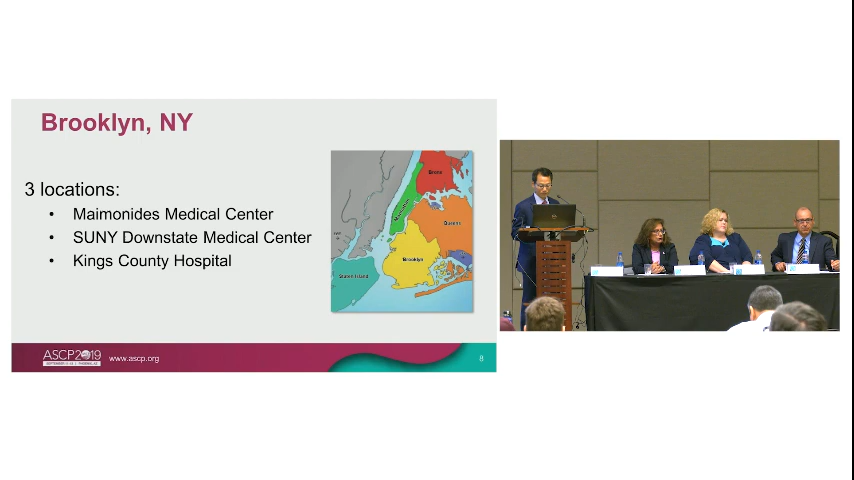 Brooklyn, NY
3 locations:
• Maimonides Medical Center
• SUNY Downstate Medical Center
• Kings County Hospital
Bronx
Manhattan
Queens
Brooklyn
Staten Island
ASCP2019
www.ascp.org
8